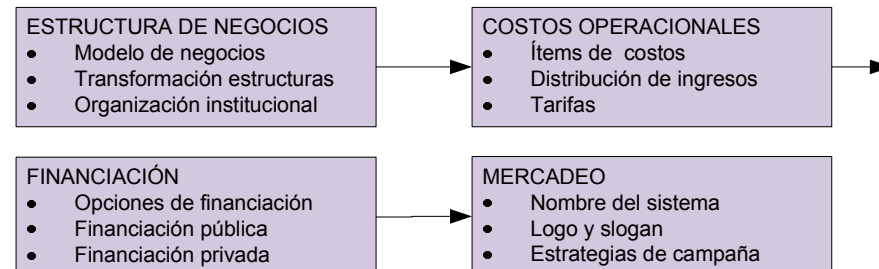 ESTRUCTURA DE NEGOCIOS
• Modelo de negocios
• Transformación estructuras
• Organización institucional
COSTOS OPERACIONALES
• Ítems de costos
• Distribución de ingresos
• Tarifas
FINANCIACIÓN
• Opciones de financiación
• Financiación pública
• Financiación privada
MERCADEO
• Nombre del sistema
• Logo y slogan
• Estrategias de campaña